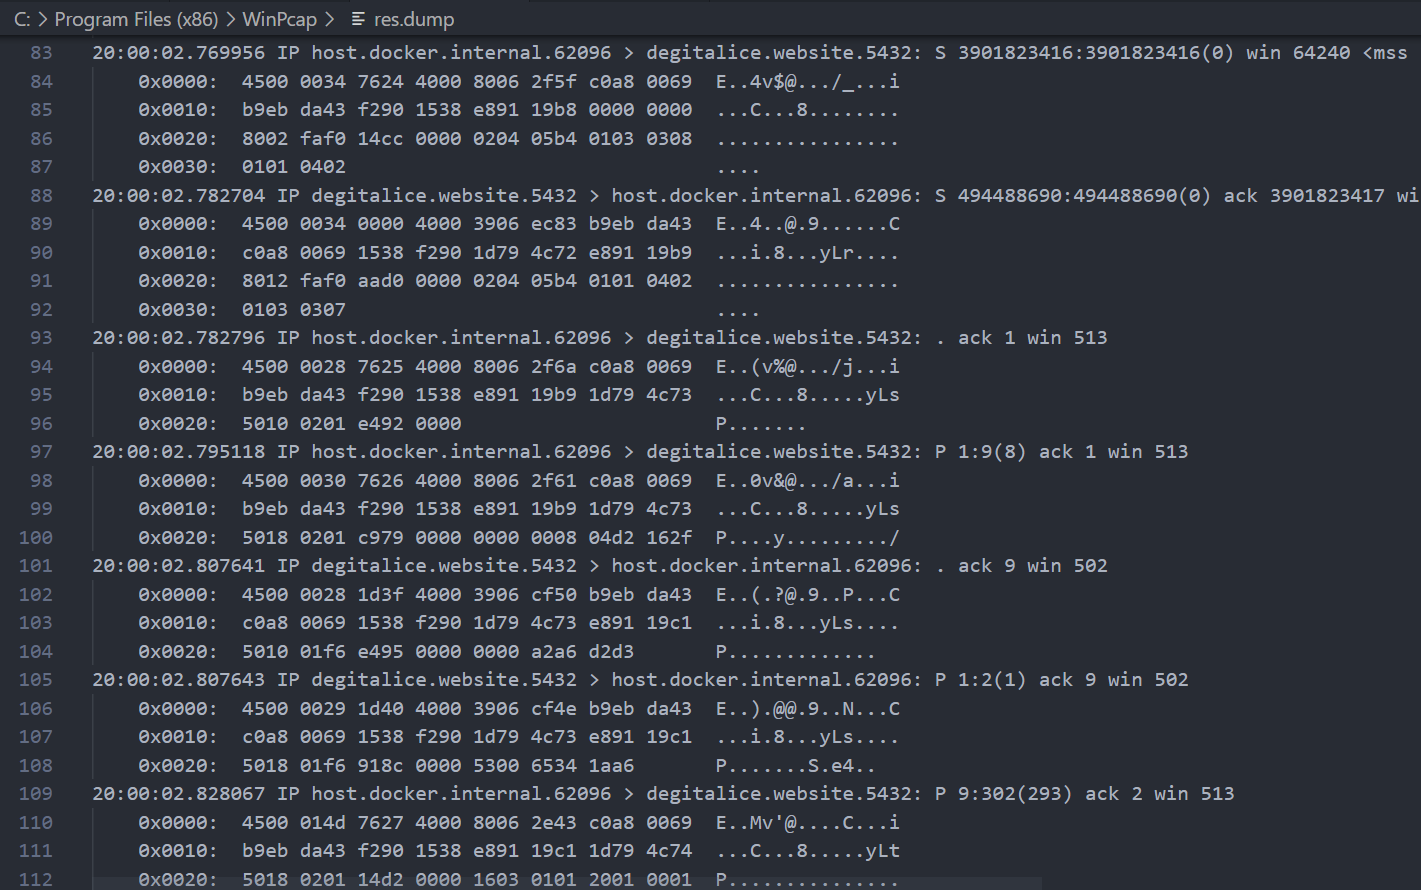 C: > Program Files (x86) > WinPcap > res.dump
83 20:00:02.769956 IP host.docker.internal.62096 > degitalice.website.5432: S 3901823416:3901823416(0) win 64240 <mss
84 0x0000: 4500 0034 7624 4000 8006 2f5f c0a8 0069 E..4v$@.../_...i
85 0x0010: b9eb da43 f290 1538 e891 19b8 0000 0000 ...C...8........
86 0x0020: 8002 faf0 14cc 0000 0204 05b4 0103 0308 ................
87 0x0030: 0101 0402 ....
88 20:00:02.782704 IP degitalice.website.5432 > host.docker.internal.62096: S 494488690:494488690(0) ack 3901823417 wi
89 0x0000: 4500 0034 0000 4000 3906 ec83 b9eb da43 E..4..@.9......C
90 0x0010: c0a8 0069 1538 f290 1d79 4c72 e891 19b9 ...i.8...yLr....
91 0x0020: 8012 faf0 aad0 0000 0204 05b4 0101 0402 ................
92 0x0030: 0103 0307 ....
93 20:00:02.782796 IP host.docker.internal.62096 > degitalice.website.5432: . ack 1 win 513
94 0x0000: 4500 0028 7625 4000 8006 2f6a c0a8 0069 E..(v%@.../j...i
95 0x0010: b9eb da43 f290 1538 e891 19b9 1d79 4c73 ...C...8.....yLs
96 0x0020: 5010 0201 e492 0000 P.......
97 20:00:02.795118 IP host.docker.internal.62096 > degitalice.website.5432: P 1:9(8) ack 1 win 513
98 0x0000: 4500 0030 7626 4000 8006 2f61 c0a8 0069 E..0v&@.../a...i
99 0x0010: b9eb da43 f290 1538 e891 19b9 1d79 4c73 ...C...8.....yLs
100 0x0020: 5018 0201 c979 0000 0000 0008 04d2 162f P....y........./
101 20:00:02.807641 IP degitalice.website.5432 > host.docker.internal.62096: . ack 9 win 502
102 0x0000: 4500 0028 1d3f 4000 3906 cf50 b9eb da43 E..(.?@.9..P...C
103 0x0010: c0a8 0069 1538 f290 1d79 4c73 e891 19c1 ...i.8...yLs....
104 0x0020: 5010 01f6 e495 0000 0000 a2a6 d2d3 P.............
105 20:00:02.807643 IP degitalice.website.5432 > host.docker.internal.62096: P 1:2(1) ack 9 win 502
106 0x0000: 4500 0029 1d40 4000 3906 cf4e b9eb da43 E..).@@.9..N...C
107 0x0010: c0a8 0069 1538 f290 1d79 4c73 e891 19c1 ...i.8...yLs....
108 0x0020: 5018 01f6 918c 0000 5300 6534 1aa6 P.......S.e4..
109 20:00:02.828067 IP host.docker.internal.62096 > degitalice.website.5432: P 9:302(293) ack 2 win 513
110 0x0000: 4500 014d 7627 4000 8006 2e43 c0a8 0069 E..Mv'@....C...i
111 0x0010: b9eb da43 f290 1538 e891 19c1 1d79 4c74 ...C...8.....yLt
112 0x0020: 5018 0201 14d2 0000 1603 0101 2001 0001 P...............